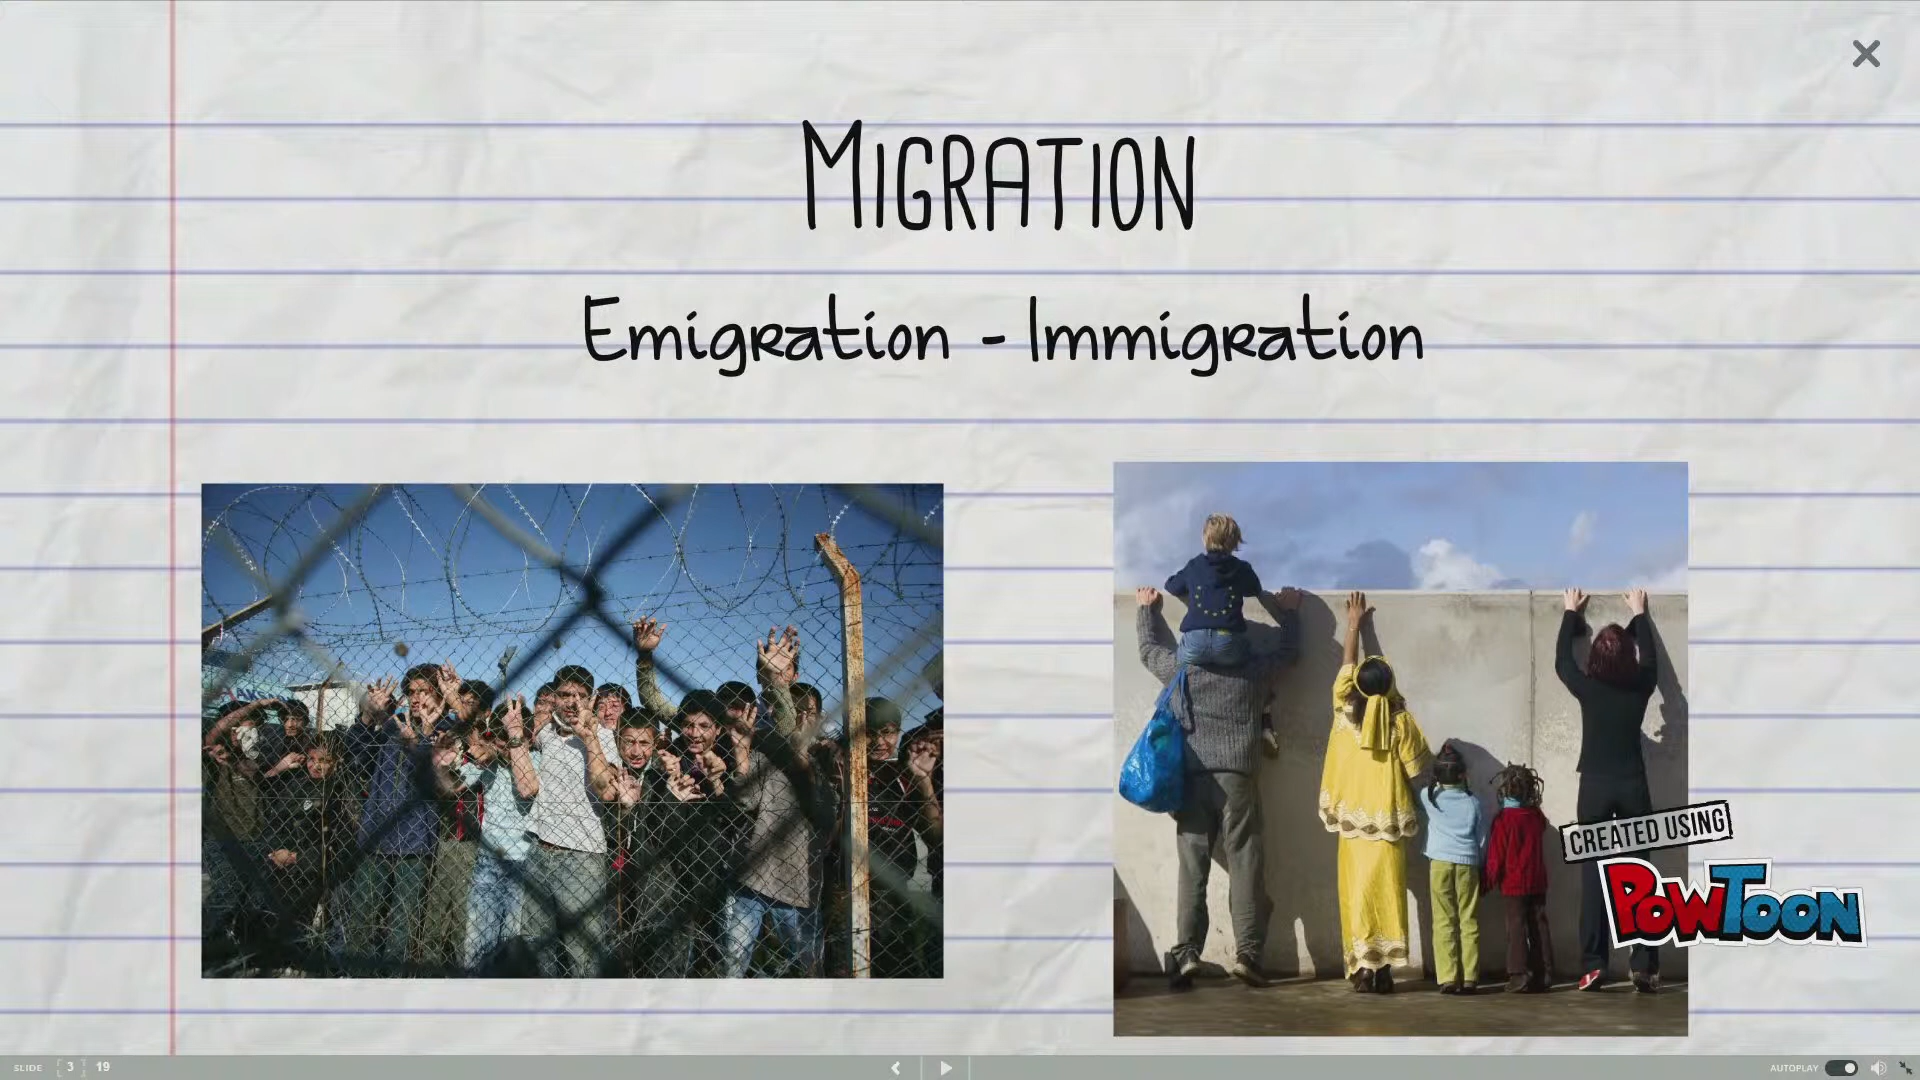 MIGRATION
Emigration - Immigration
CREATED USING
POWTOON
SLIDE 3 19
AUTOPLAY